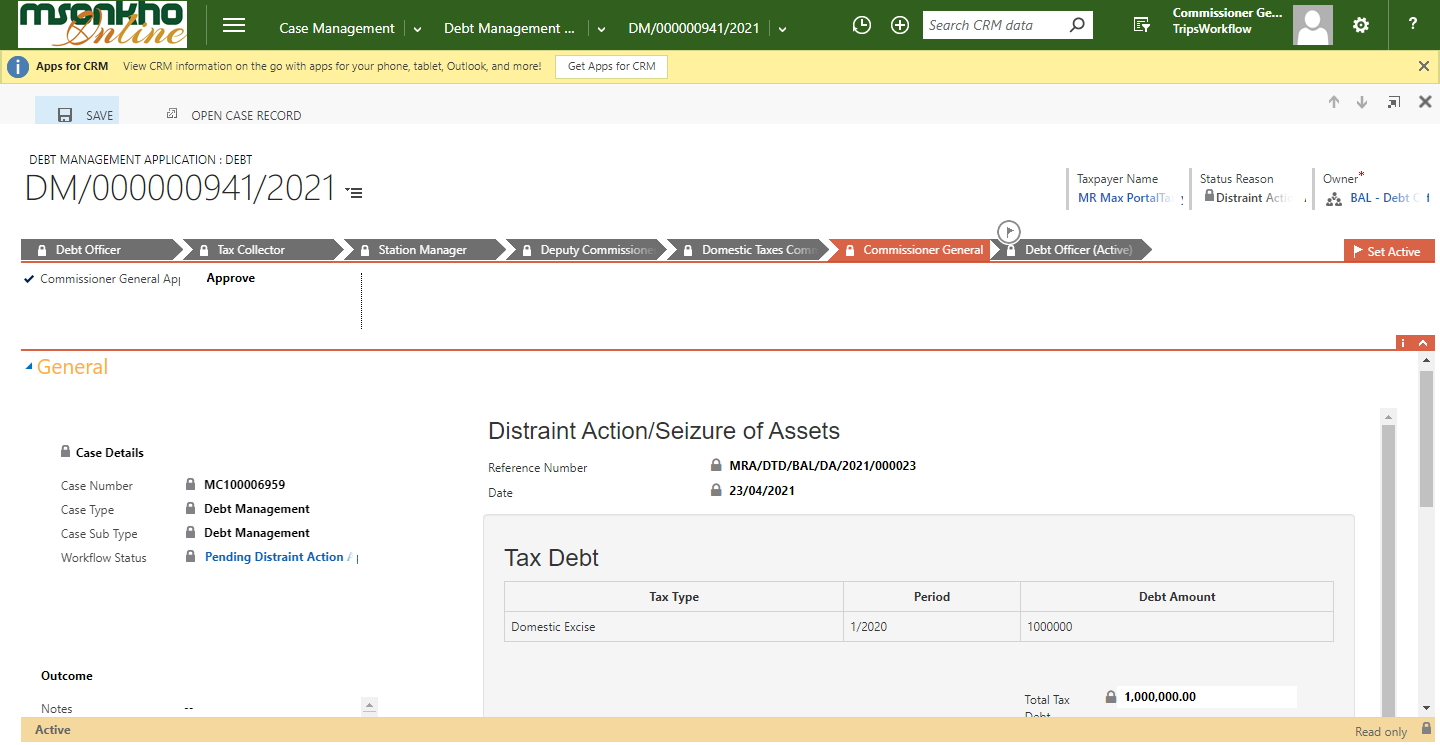 msonkho
Online
Case Management
Debt Management ...
DM/000000941/2021
Search CRM data
Commissioner Ge...
TripsWorkflow
?
Apps for CRM
View CRM information on the go with apps for your phone, tablet, Outlook, and more!
Get Apps for CRM
SAVE
OPEN CASE RECORD
DEBT MANAGEMENT APPLICATION : DEBT
DM/000000941/2021
Taxpayer Name
MR Max PortalTa
Status Reason
Distraint Actio
Owner*
BAL - Debt
Debt Officer
Tax Collector
Station Manager
Deputy Commissione
Domestic Taxes Com
Commissioner General
Debt Officer (Active)
Set Active
Commissioner General App
Approve
General
Case Details
Case Number MC100006959
Case Type Debt Management
Case Sub Type Debt Management
Workflow Status Pending Distraint Action
Outcome
Notes --
Distraint Action/Seizure of Assets
Reference Number MRA/DTD/BAL/DA/2021/000023
Date 23/04/2021
Tax Debt
Tax Type Period Debt Amount
Domestic Excise 1/2020 1000000
Total Tax Debt 1,000,000.00
Active
Read only